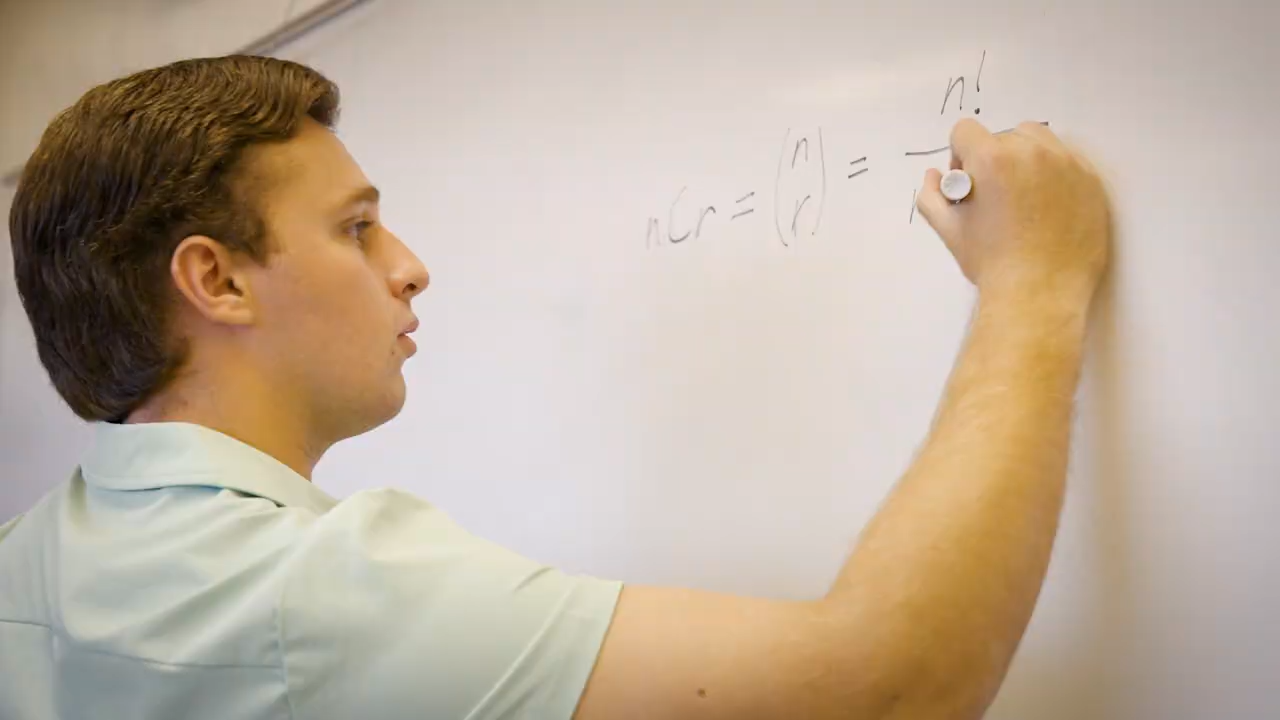 nCr = (n r) = n!